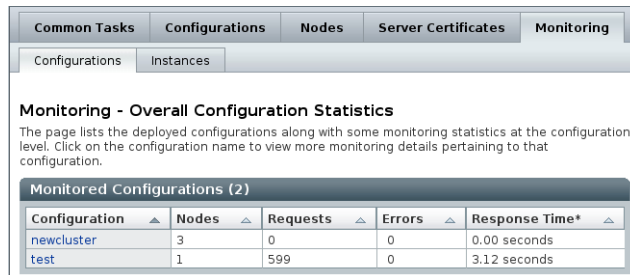 Common Tasks Configurations Nodes Server Certificates Monitoring
Configurations Instances
Monitoring - Overall Configuration Statistics
The page lists the deployed configurations along with some monitoring statistics at the configuration
level. Click on the configuration name to view more monitoring details pertaining to that
configuration.
Monitored Configurations (2)
Configuration Nodes Requests Errors Response Time*
newcluster 3 0 0 0.00 seconds
test 1 599 0 3.12 seconds